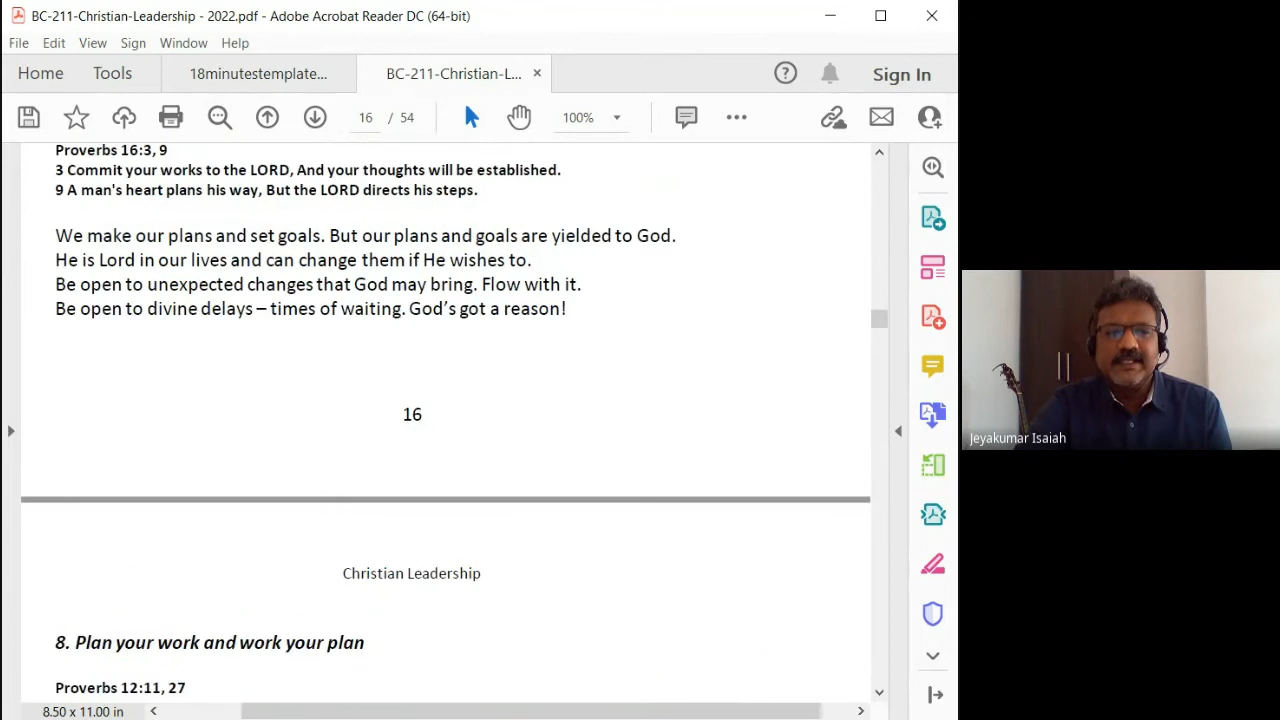 BC-211-Christian-Leadership - 2022.pdf - Adobe Acrobat Reader DC (64-bit)
File Edit View Sign Window Help
Home Tools 18minutestemplate... BC-211-Christian-L... Sign In
16 / 54 100%
Proverbs 16:3, 9
3 Commit your works to the LORD, And your thoughts will be established.
9 A man's heart plans his way, But the LORD directs his steps.
We make our plans and set goals. But our plans and goals are yielded to God.
He is Lord in our lives and can change them if He wishes to.
Be open to unexpected changes that God may bring. Flow with it.
Be open to divine delays – times of waiting. God's got a reason!
16
Jeyakumar Isaiah
Christian Leadership
8. Plan your work and work your plan
Proverbs 12:11, 27
8.50 x 11.00 in